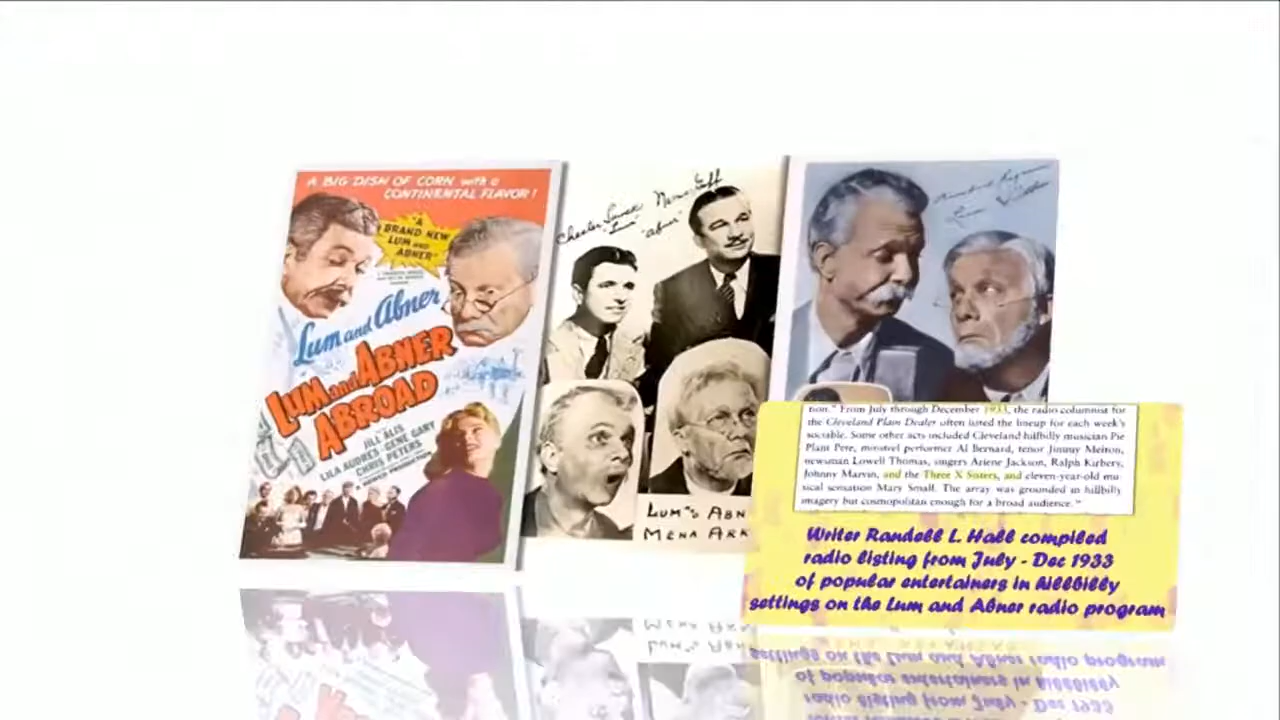 A BIG DISH OF CORN with a
CONTINENTAL FLAVOR!
"A
BRAND NEW
LUM AND
ABNER"
Lum and Abner
LUM and ABNER
ABROAD
JILL ALIS
LILA AUDRES · GENE GARY
CHRIS PETERS
"Lum"
"abner"
LUM "S ABN
MENA ARK
tion." From July through December 1933, the radio columnist for
the Cleveland Plain Dealer often listed the lineup for each week's
sociable. Some other acts included Cleveland hillbilly musician Pie
Plant Pete, minstrel performer Al Bernard, tenor Jimmy Melton,
newsman Lowell Thomas, singers Arlene Jackson, Ralph Kirbery,
Johnny Marvin, and the Three X Sisters, and eleven-year-old mu-
sical sensation Mary Small. The array was grounded in hillbilly
imagery but cosmopolitan enough for a broad audience."
Writer Randell L. Hall compiled
radio listing from July - Dec 1933
of popular entertainers in hillbilly
settings on the Lum and Abner radio program